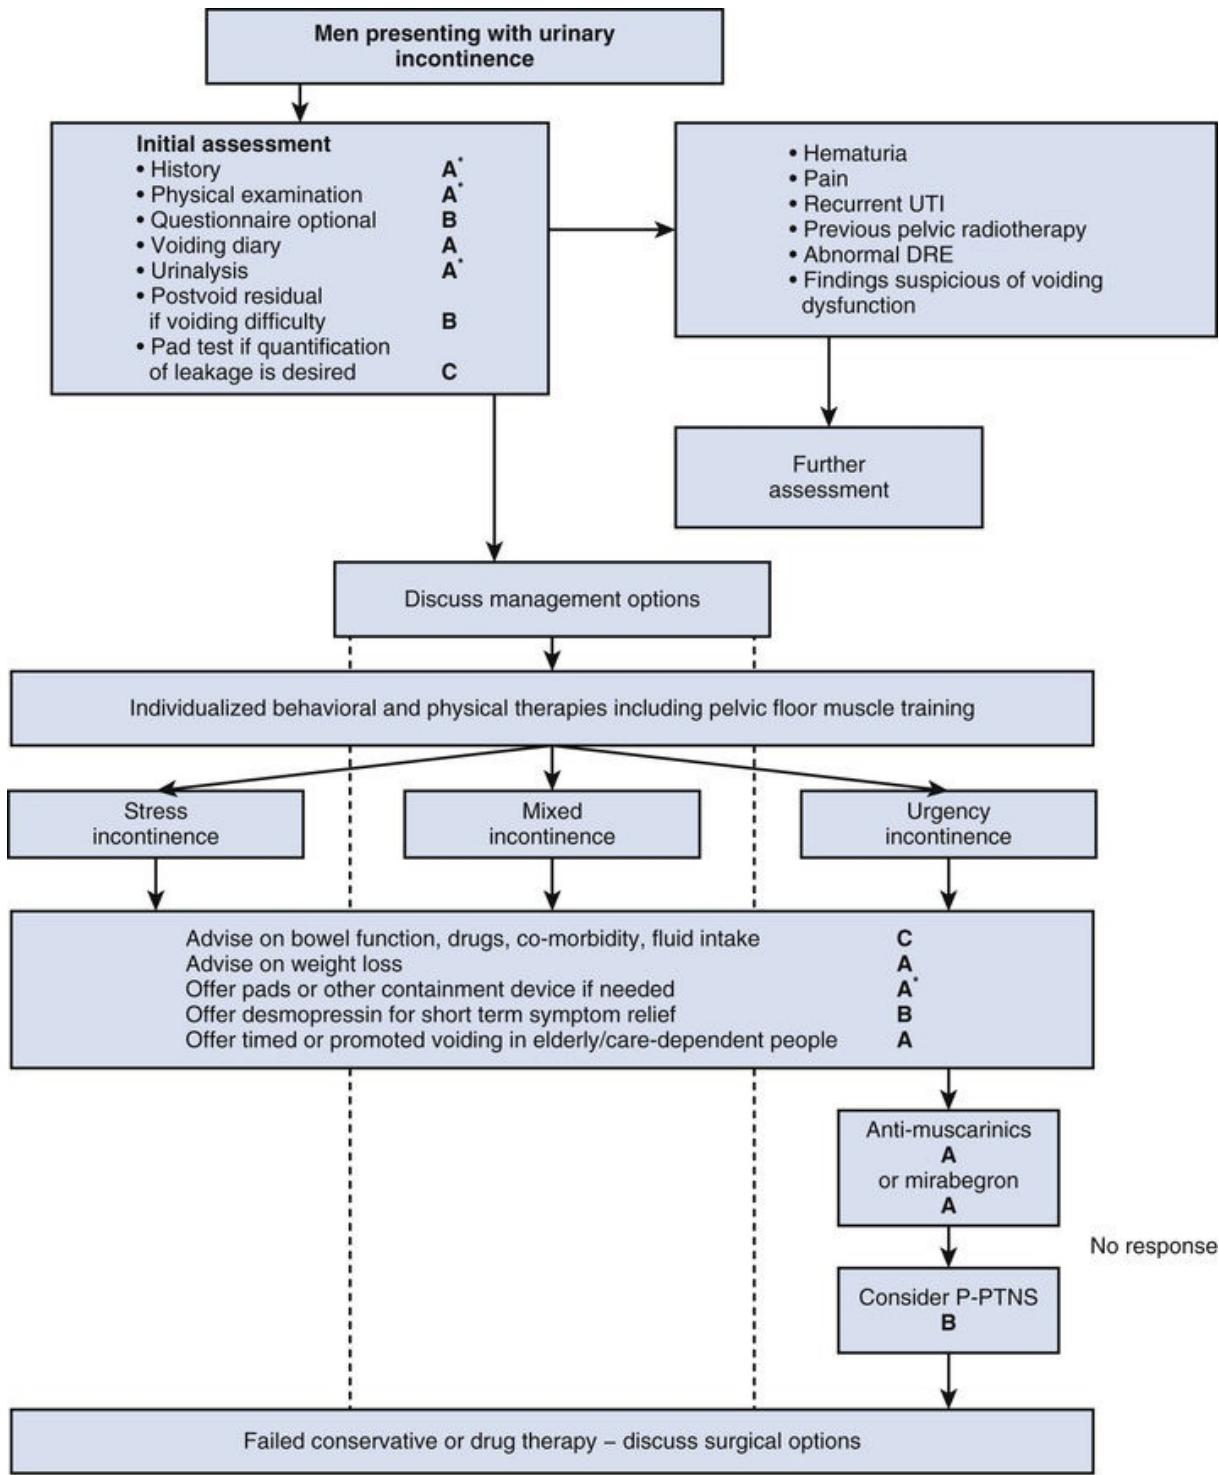 Men presenting with urinary
incontinence
Initial assessment
• History A*
• Physical examination A*
• Questionnaire optional B
• Voiding diary A
• Urinalysis A*
• Postvoid residual
if voiding difficulty B
• Pad test if quantification
of leakage is desired C
• Hematuria
• Pain
• Recurrent UTI
• Previous pelvic radiotherapy
• Abnormal DRE
• Findings suspicious of voiding
dysfunction
Further
assessment
Discuss management options
Individualized behavioral and physical therapies including pelvic floor muscle training
Stress
incontinence
Mixed
incontinence
Urgency
incontinence
Advise on bowel function, drugs, co-morbidity, fluid intake C
Advise on weight loss A
Offer pads or other containment device if needed A*
Offer desmopressin for short term symptom relief B
Offer timed or promoted voiding in elderly/care-dependent people A
Anti-muscarinics
A
or mirabegron
A
No response
Consider P-PTNS
B
Failed conservative or drug therapy – discuss surgical options